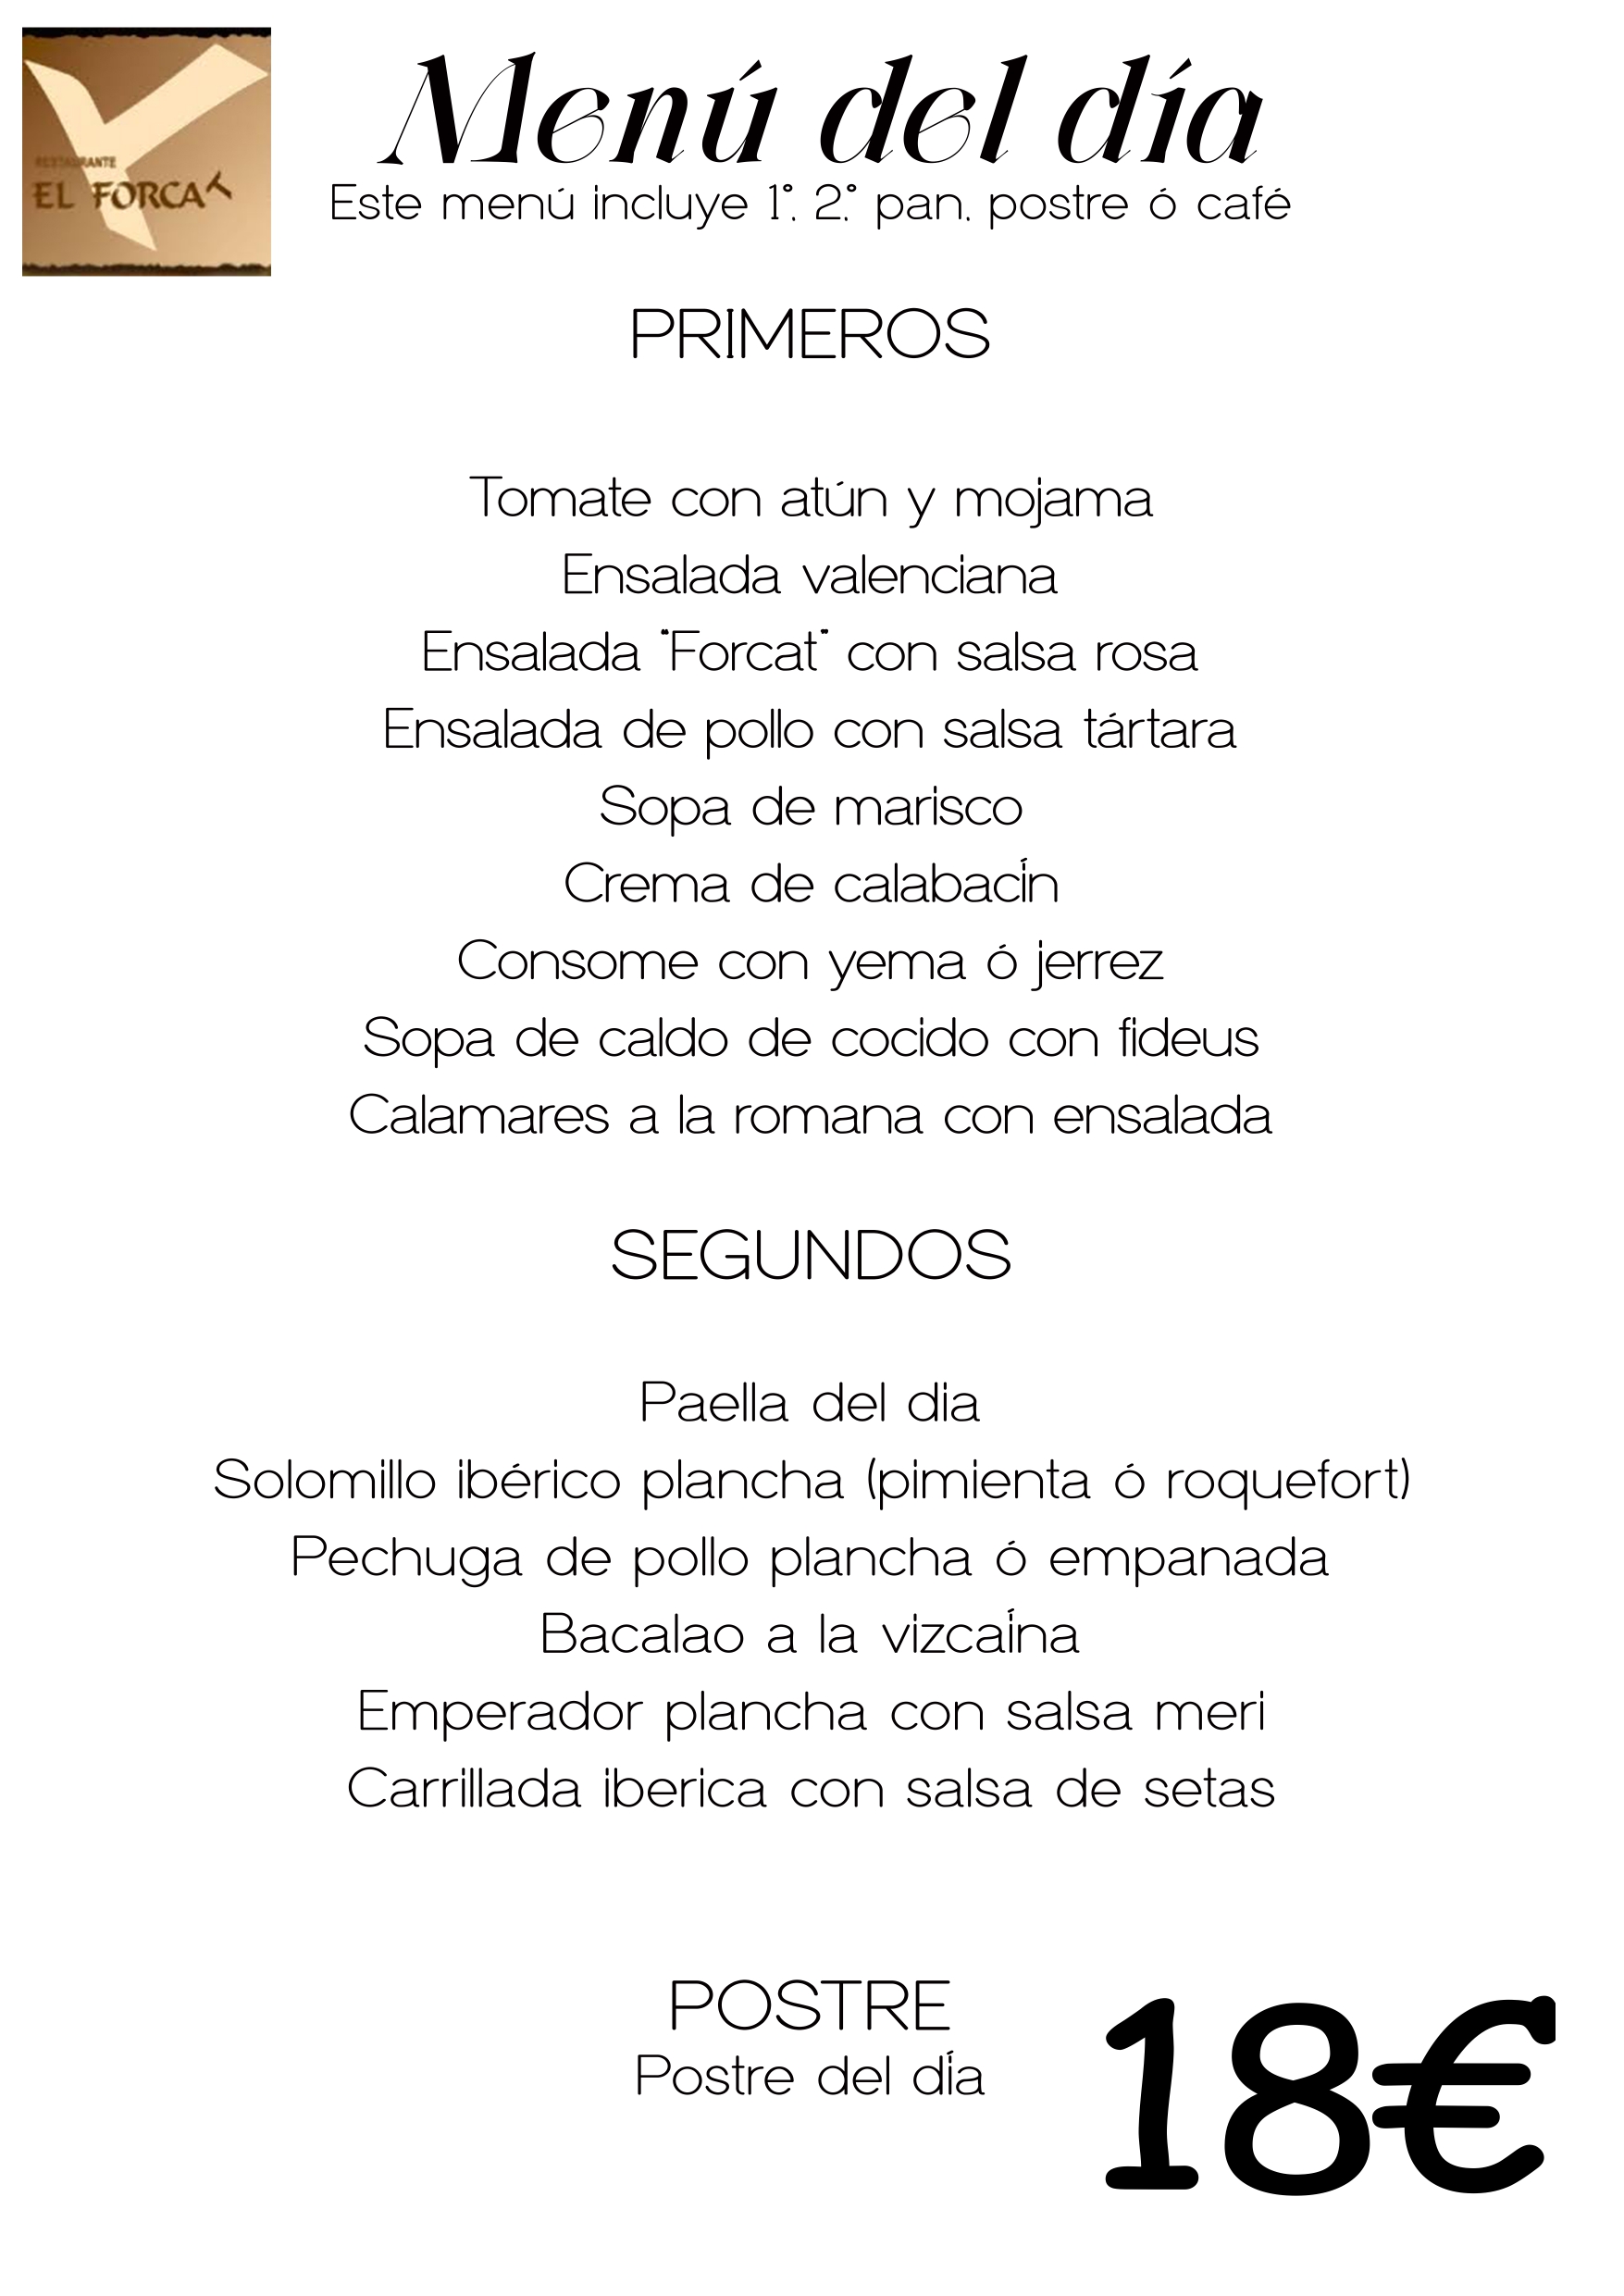 RESTAURANTE
EL FORCAT
Menú del día
Este menú incluye 1º, 2,º pan, postre ó café
PRIMEROS
Tomate con atún y mojama
Ensalada valenciana
Ensalada "Forcat" con salsa rosa
Ensalada de pollo con salsa tártara
Sopa de marisco
Crema de calabacín
Consome con yema ó jerrez
Sopa de caldo de cocido con fideus
Calamares a la romana con ensalada
SEGUNDOS
Paella del dia
Solomillo ibérico plancha (pimienta ó roquefort)
Pechuga de pollo plancha ó empanada
Bacalao a la vizcaína
Emperador plancha con salsa meri
Carrillada iberica con salsa de setas
POSTRE
Postre del día
18€